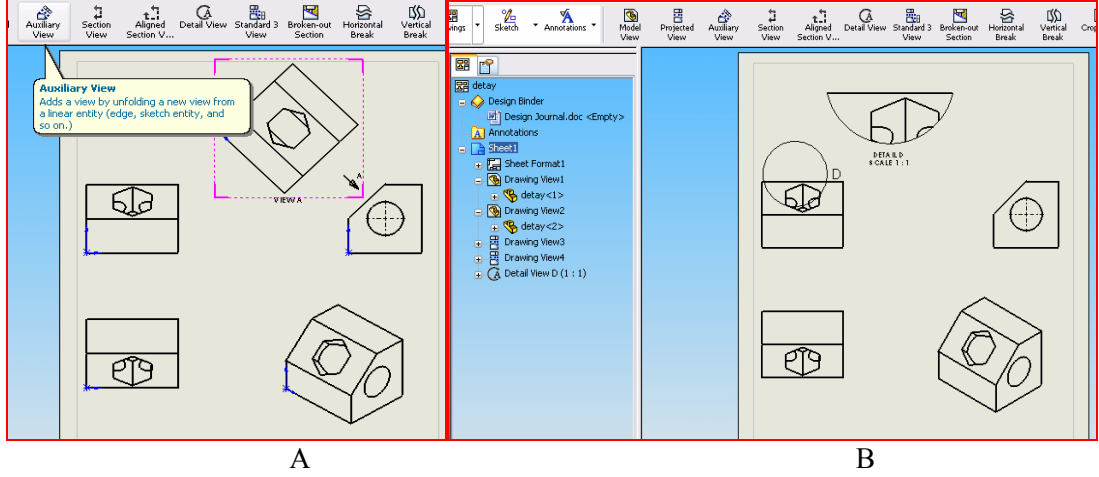 Auxiliary View
Section View
Aligned Section V...
Detail View
Standard 3 View
Broken-out Section
Horizontal Break
Vertical Break
Auxiliary View
Adds a view by unfolding a new view from
a linear entity (edge, sketch entity, and
so on.)
A
VIEW A
A
Sketch
Annotations
Model View
Projected View
Auxiliary View
Section View
Aligned Section V...
Detail View
Standard 3 View
Broken-out Section
Horizontal Break
Vertical Break
detay
Design Binder
Design Journal.doc <Empty>
A Annotations
Sheet1
Sheet Format1
Drawing View1
detay<1>
Drawing View2
detay<2>
Drawing View3
Drawing View4
Detail View D (1 : 1)
DETAIL D
SCALE 1 : 1
D
B